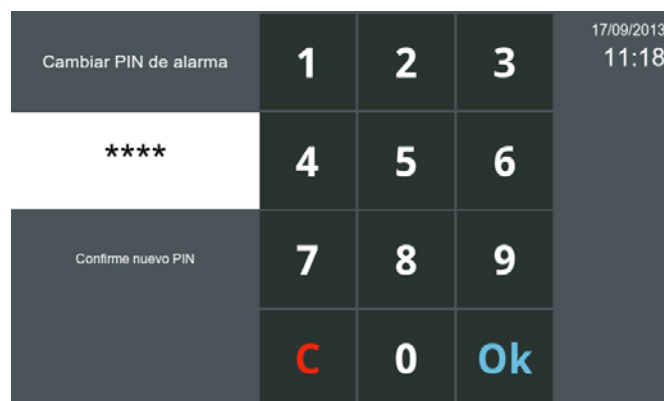 Cambiar PIN de alarma
****
Confirme nuevo PIN
1 2 3
4 5 6
7 8 9
C 0 Ok
17/09/2013
11:18